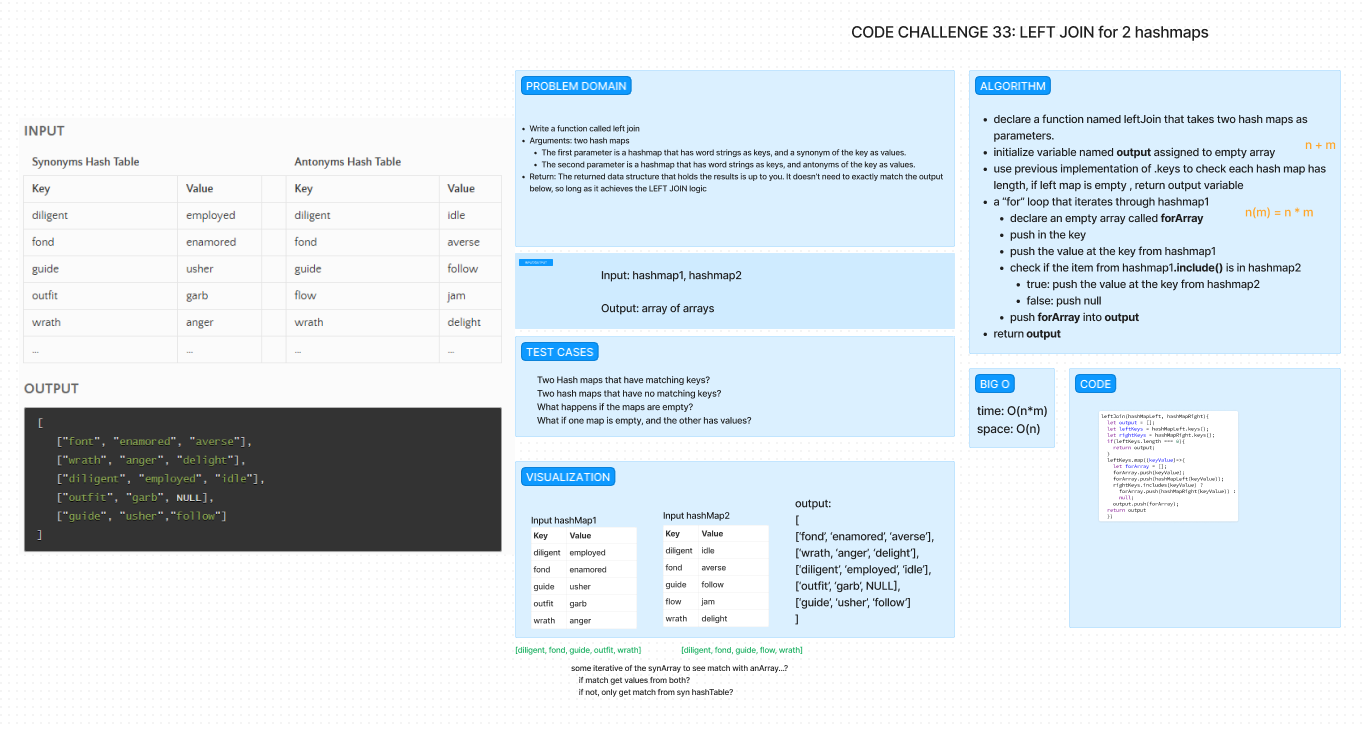 CODE CHALLENGE 33: LEFT JOIN for 2 hashmaps
INPUT
Synonyms Hash Table Antonyms Hash Table
Key Value Key Value
diligent employed diligent idle
fond enamored fond averse
guide usher guide follow
outfit garb flow jam
wrath anger wrath delight
... ... ... ...
OUTPUT
[
["font", "enamored", "averse"],
["wrath", "anger", "delight"],
["diligent", "employed", "idle"],
["outfit", "garb", NULL],
["guide", "usher","follow"]
]
PROBLEM DOMAIN
• Write a function called left join
• Arguments: two hash maps
• The first parameter is a hashmap that has word strings as keys, and a synonym of the key as values.
• The second parameter is a hashmap that has word strings as keys, and antonyms of the key as values.
• Return: The returned data structure that holds the results is up to you. It doesn't need to exactly match the output
below, so long as it achieves the LEFT JOIN logic
Input: hashmap1, hashmap2
Output: array of arrays
TEST CASES
Two Hash maps that have matching keys?
Two hash maps that have no matching keys?
What happens if the maps are empty?
What if one map is empty, and the other has values?
VISUALIZATION
Input hashMap1
Key Value
diligent employed
fond enamored
guide usher
outfit garb
wrath anger
Input hashMap2
Key Value
diligent idle
fond averse
guide follow
flow jam
wrath delight
output:
[
['fond', 'enamored', 'averse'],
['wrath, 'anger', 'delight'],
['diligent', 'employed', 'idle'],
['outfit', 'garb', NULL],
['guide', 'usher', 'follow']
]
[diligent, fond, guide, outfit, wrath] [diligent, fond, guide, flow, wrath]
some iterative of the synArray to see match with anArray...?
if match get values from both?
if not, only get match from syn hashTable?
ALGORITHM
• declare a function named leftJoin that takes two hash maps as
parameters.
n + m
• initialize variable named output assigned to empty array
• use previous implementation of .keys to check each hash map has
length, if left map is empty , return output variable
• a "for" loop that iterates through hashmap1
n(m) = n * m
• declare an empty array called forArray
• push in the key
• push the value at the key from hashmap1
• check if the item from hashmap1.include() is in hashmap2
• true: push the value at the key from hashmap2
• false: push null
• push forArray into output
• return output
BIG O
time: O(n*m)
space: O(n)
CODE
leftJoin(hashMapLeft, hashMapRight){
let output = [];
let leftKeys = hashMapLeft.keys();
let rightKeys = hashMapRight.keys();
if(leftKeys.length === 0){
return output;
}
leftKeys.map((keyValue)=>{
let forArray = [];
forArray.push(keyValue);
forArray.push(hashMapLeft(keyValue));
rightKeys.includes(keyValue) ?
forArray.push(hashMapRight(keyValue)) :
null;
output.push(forArray);
return output
})